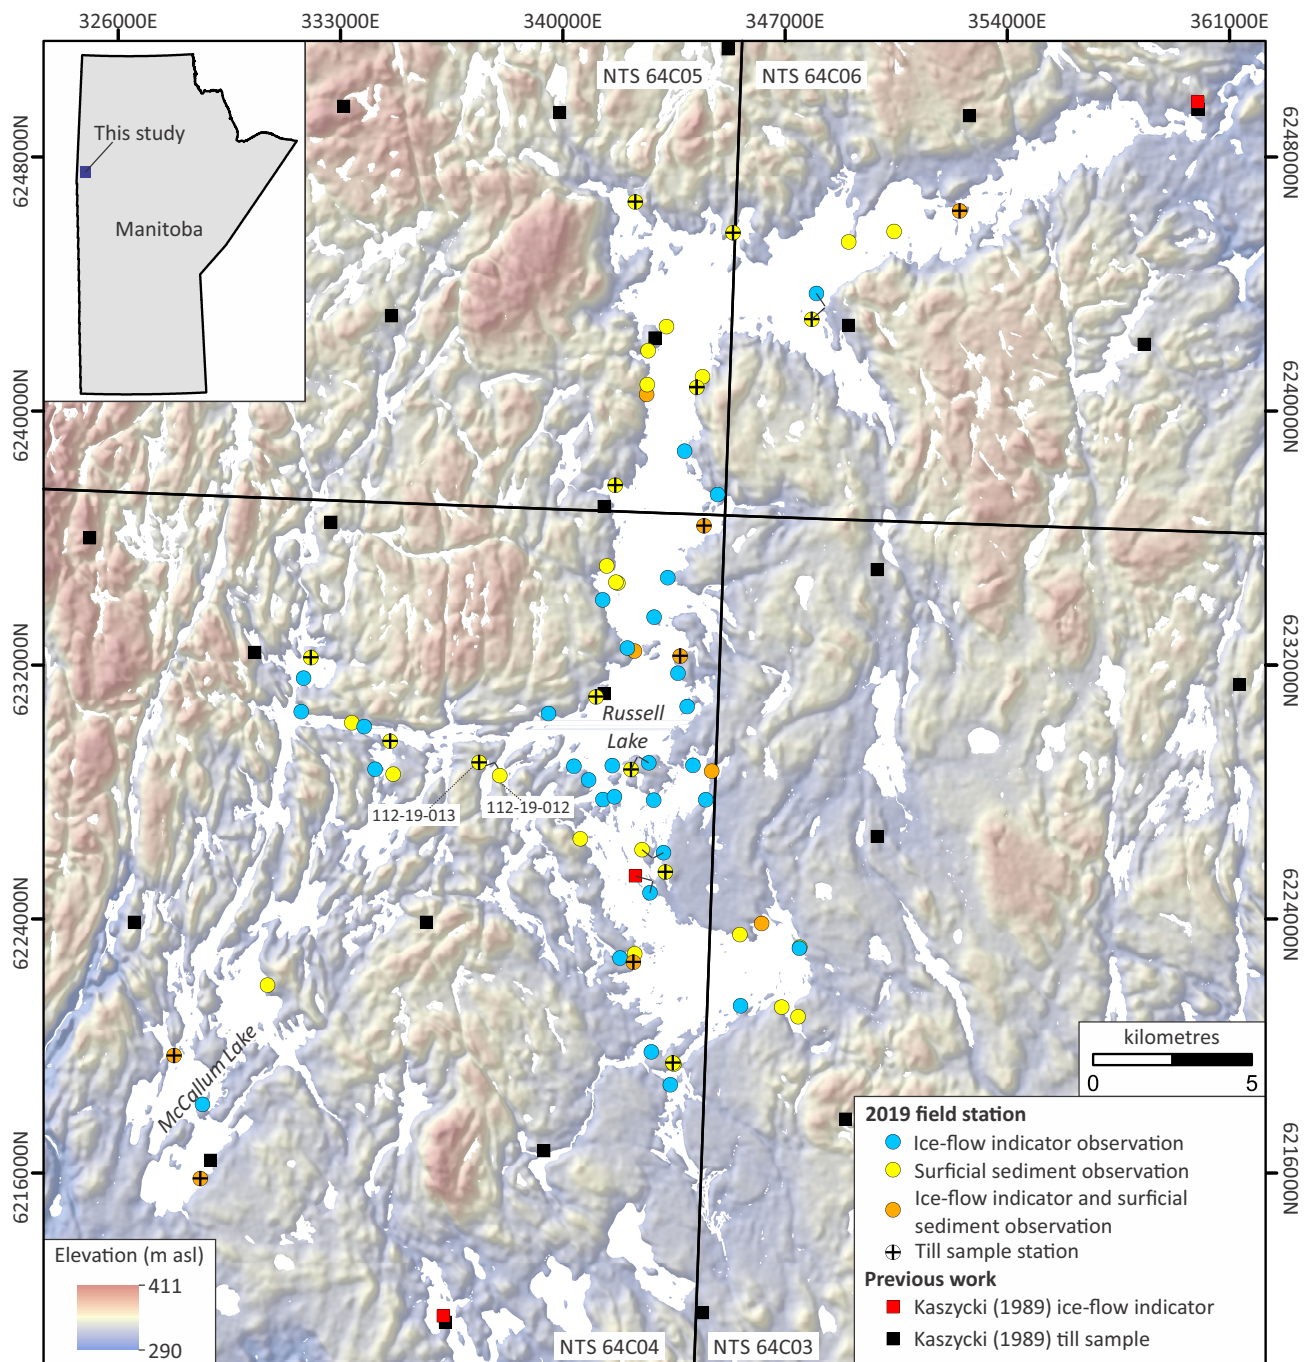 326000E 333000E 340000E 347000E 354000E 361000E
NTS 64C05
NTS 64C06
This study
Manitoba
6248000N
6248000N
6240000N
6240000N
6232000N
6232000N
Russell
Lake
112-19-013
112-19-012
6224000N
6224000N
McCallum Lake
6216000N
6216000N
kilometres
0 5
2019 field station
Ice-flow indicator observation
Surficial sediment observation
Ice-flow indicator and surficial
sediment observation
Till sample station
Previous work
Kaszycki (1989) ice-flow indicator
Kaszycki (1989) till sample
Elevation (m asl)
411
290
NTS 64C04
NTS 64C03